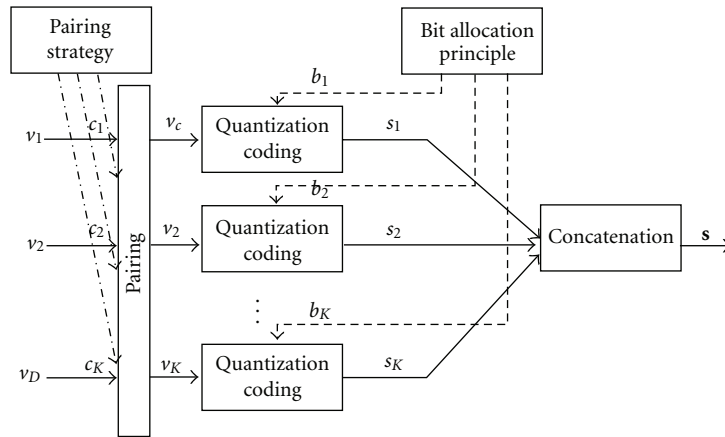 Pairing
strategy
Bit allocation
principle
b1
v1
c1
vc
Quantization
coding
s1
b2
v2
c2
v2
Quantization
coding
s2
Concatenation
s
Pairing
⋮
bK
vD
cK
vK
Quantization
coding
sK